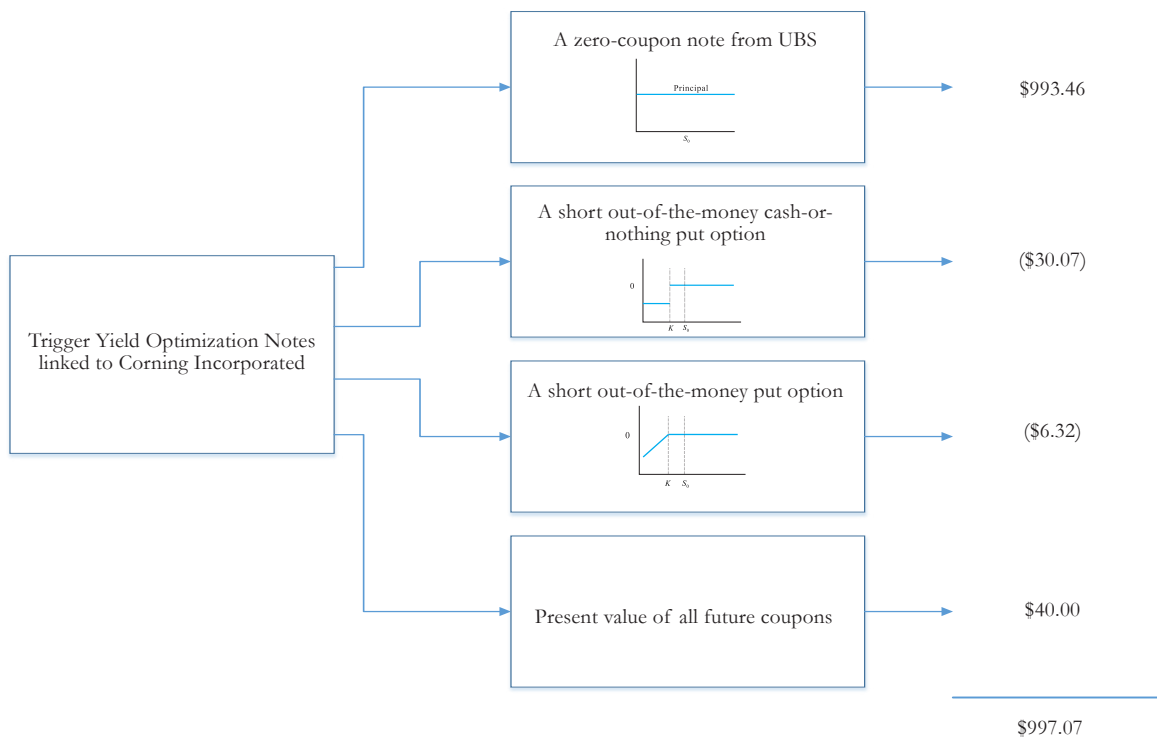 A zero-coupon note from UBS
Principal
S₀
$993.46
A short out-of-the-money cash-or-
nothing put option
0
K S₀
($30.07)
Trigger Yield Optimization Notes
linked to Corning Incorporated
A short out-of-the-money put option
0
K S₀
($6.32)
Present value of all future coupons
$40.00
$997.07